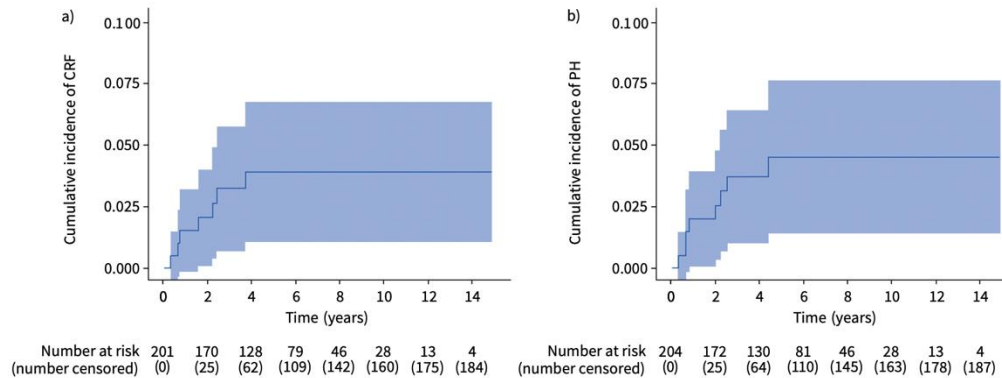 a)
Cumulative incidence of CRF
0.100
0.075
0.050
0.025
0.000
0 2 4 6 8 10 12 14
Time (years)
Number at risk 201 170 128 79 46 28 13 4
(number censored) (0) (25) (62) (109) (142) (160) (175) (184)
b)
Cumulative incidence of PH
0.100
0.075
0.050
0.025
0.000
0 2 4 6 8 10 12 14
Time (years)
Number at risk 204 172 130 81 46 28 13 4
(number censored) (0) (25) (64) (110) (145) (163) (178) (187)